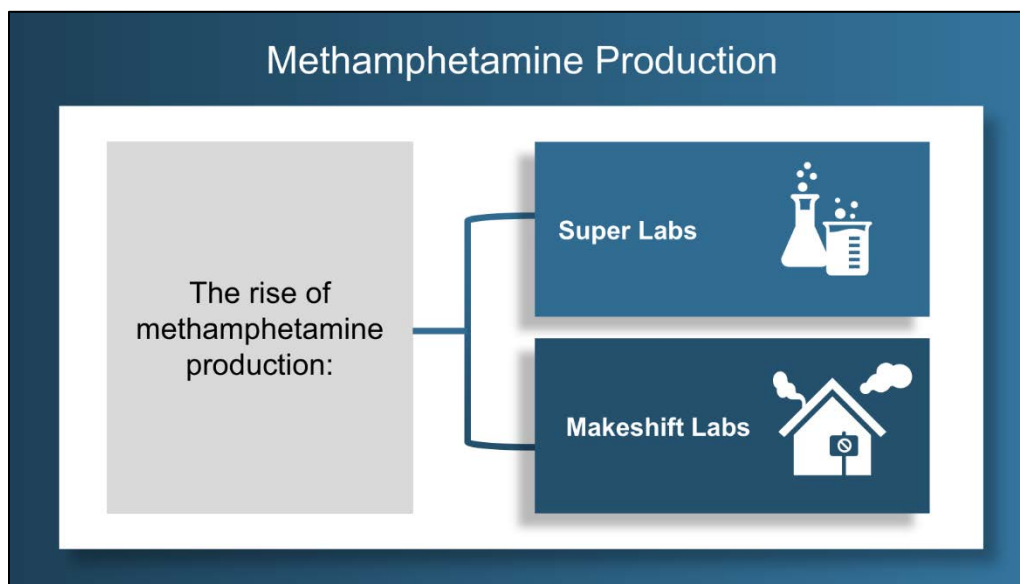 Methamphetamine Production
The rise of
methamphetamine
production:
Super Labs
Makeshift Labs